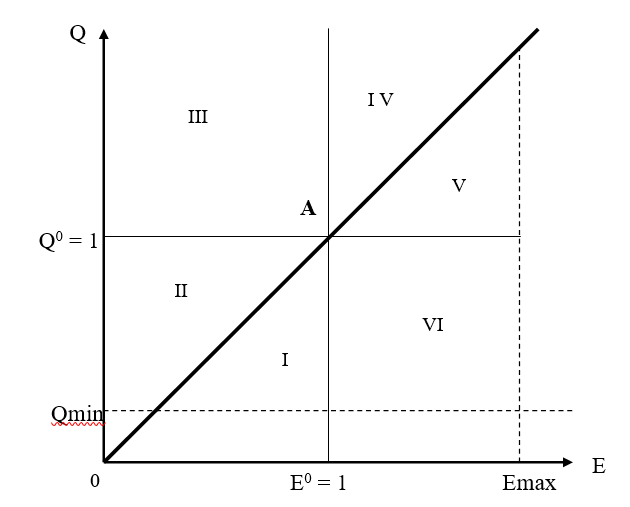 Q
I V
III
V
A
Q⁰ = 1
II
VI
I
Qmin
0
E⁰ = 1
Emax
E